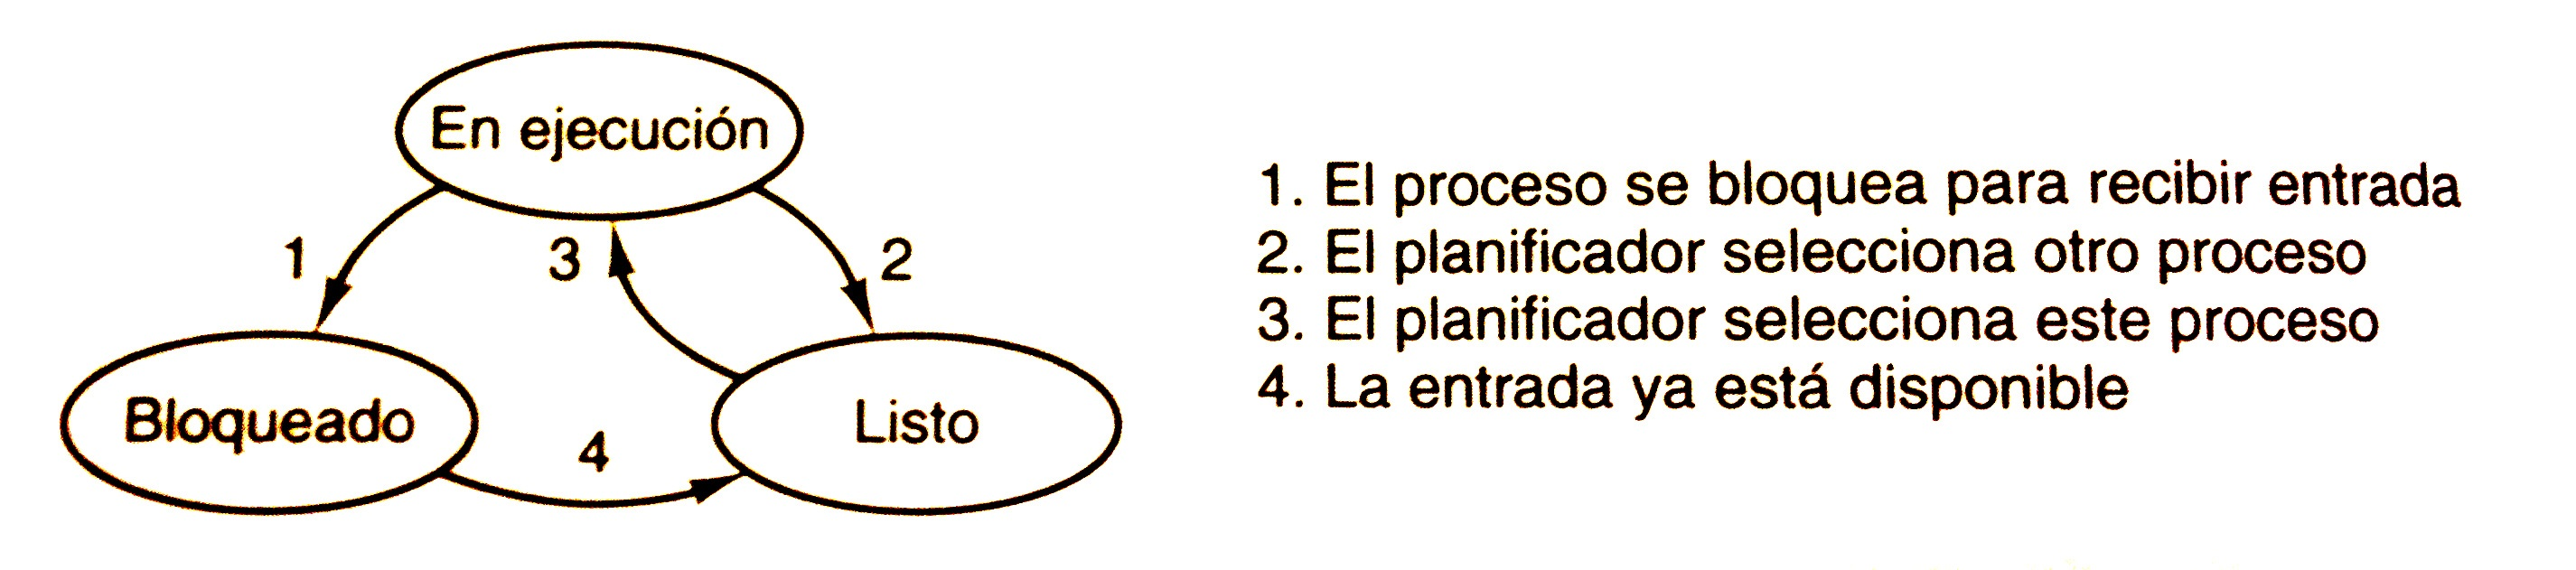 En ejecución
1
3
2
Bloqueado
4
Listo
1. El proceso se bloquea para recibir entrada
2. El planificador selecciona otro proceso
3. El planificador selecciona este proceso
4. La entrada ya está disponible